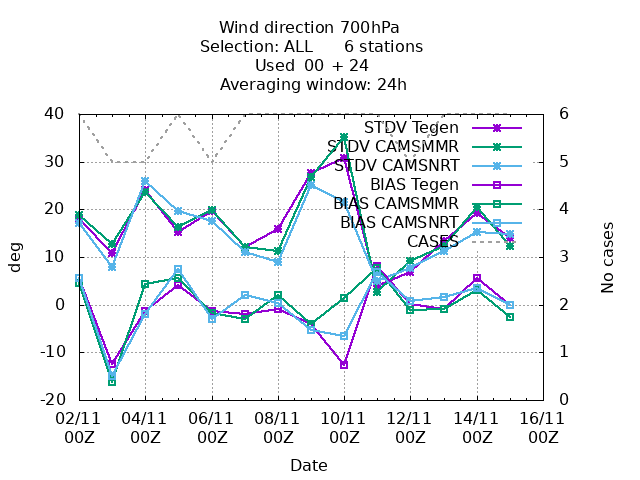 Wind direction 700hPa
Selection: ALL 6 stations
Used 00 + 24
Averaging window: 24h
40
30
20
10
0
-10
-20
6
5
4
3
2
1
0
deg
No cases
STDV Tegen
STDV CAMSMMR
STDV CAMSNRT
BIAS Tegen
BIAS CAMSMMR
BIAS CAMSNRT
CASES
02/11 04/11 06/11 08/11 10/11 12/11 14/11 16/11
00Z 00Z 00Z 00Z 00Z 00Z 00Z 00Z
Date